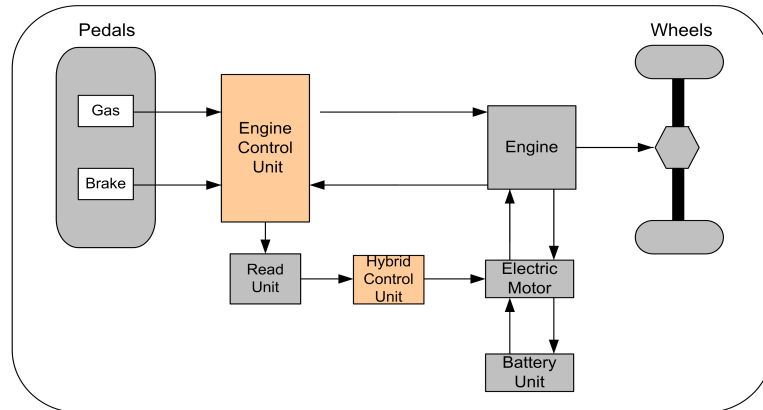 Pedals
Wheels
Gas
Brake
Engine
Control
Unit
Engine
Read
Unit
Hybrid
Control
Unit
Electric
Motor
Battery
Unit